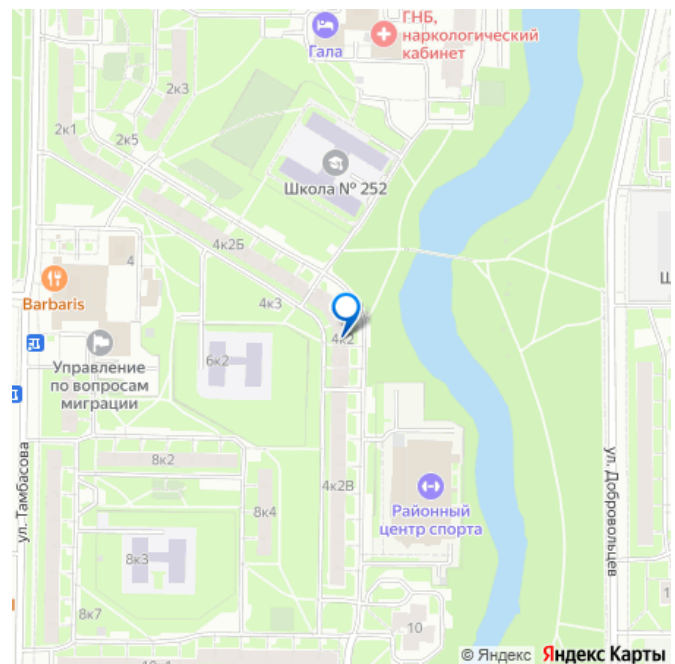 ГНБ,
наркологический
кабинет
Гала
2к3
2к1
2к5
Школа № 252
4к2Б
4
Barbaris
4к3
4к2
Управление
по вопросам
миграции
6к2
8к2
4к2В
8к4
Районный
центр спорта
ул. Тамбасова
ул. Добровольцев
8к3
8к7
10
© Яндекс Яндекс Карты